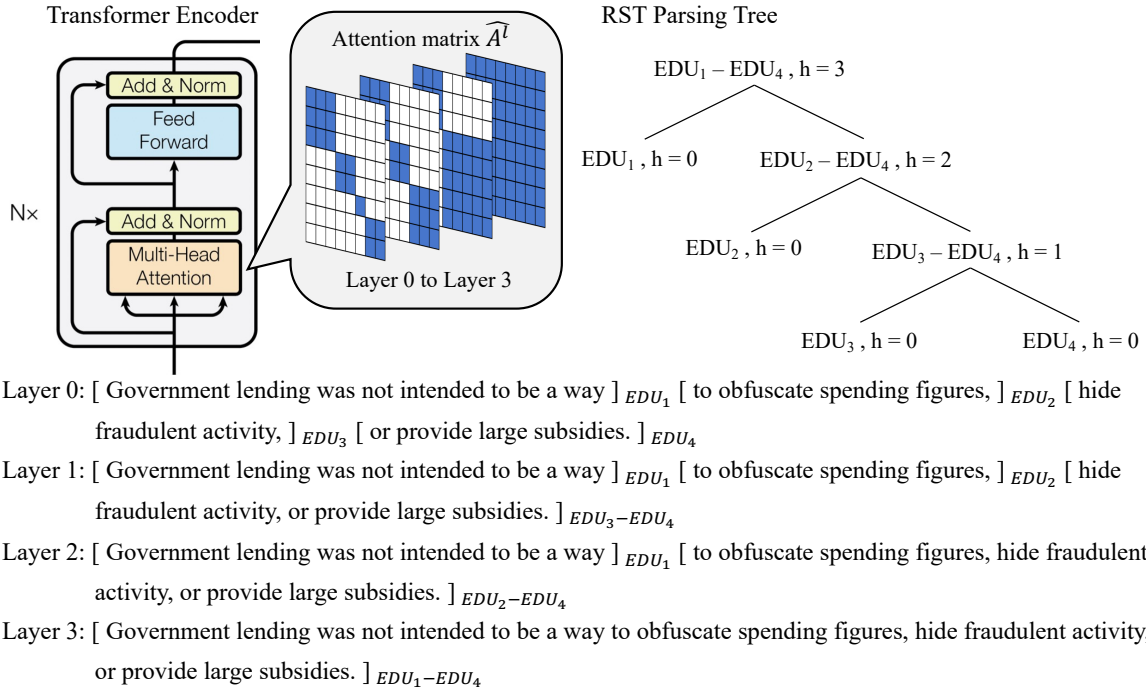 Transformer Encoder
RST Parsing Tree
Attention matrix $\widehat{A^l}$
Add & Norm
Feed
Forward
N×
Add & Norm
Multi-Head
Attention
Layer 0 to Layer 3
EDU₁ – EDU₄ , h = 3
EDU₁ , h = 0
EDU₂ – EDU₄ , h = 2
EDU₂ , h = 0
EDU₃ – EDU₄ , h = 1
EDU₃ , h = 0
EDU₄ , h = 0
Layer 0: [ Government lending was not intended to be a way ] EDU₁ [ to obfuscate spending figures, ] EDU₂ [ hide
fraudulent activity, ] EDU₃ [ or provide large subsidies. ] EDU₄
Layer 1: [ Government lending was not intended to be a way ] EDU₁ [ to obfuscate spending figures, ] EDU₂ [ hide
fraudulent activity, or provide large subsidies. ] EDU₃−EDU₄
Layer 2: [ Government lending was not intended to be a way ] EDU₁ [ to obfuscate spending figures, hide fraudulent
activity, or provide large subsidies. ] EDU₂−EDU₄
Layer 3: [ Government lending was not intended to be a way to obfuscate spending figures, hide fraudulent activity
or provide large subsidies. ] EDU₁−EDU₄